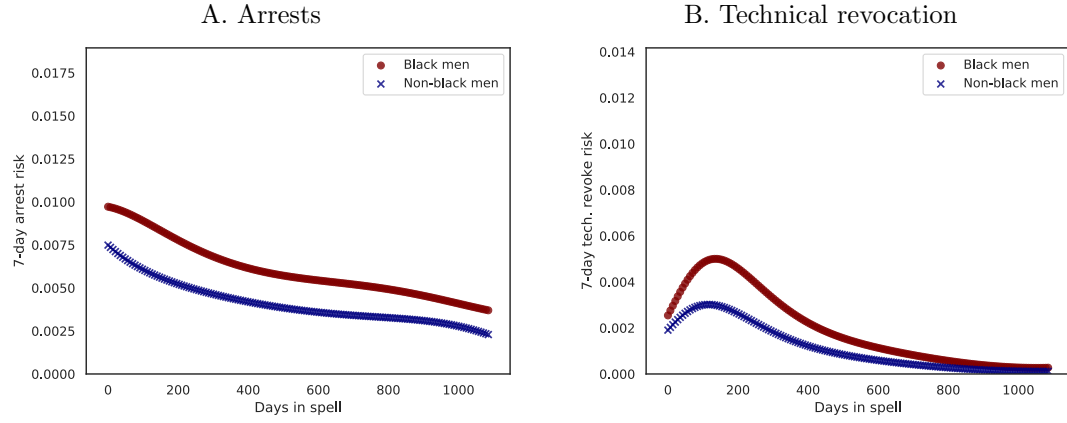 A. Arrests
Black men
Non-black men
0.0175
0.0150
0.0125
0.0100
0.0075
0.0050
0.0025
0.0000
7-day arrest risk
0 200 400 600 800 1000
Days in spell
B. Technical revocation
Black men
Non-black men
0.014
0.012
0.010
0.008
0.006
0.004
0.002
0.000
7-day tech. revoke risk
0 200 400 600 800 1000
Days in spell